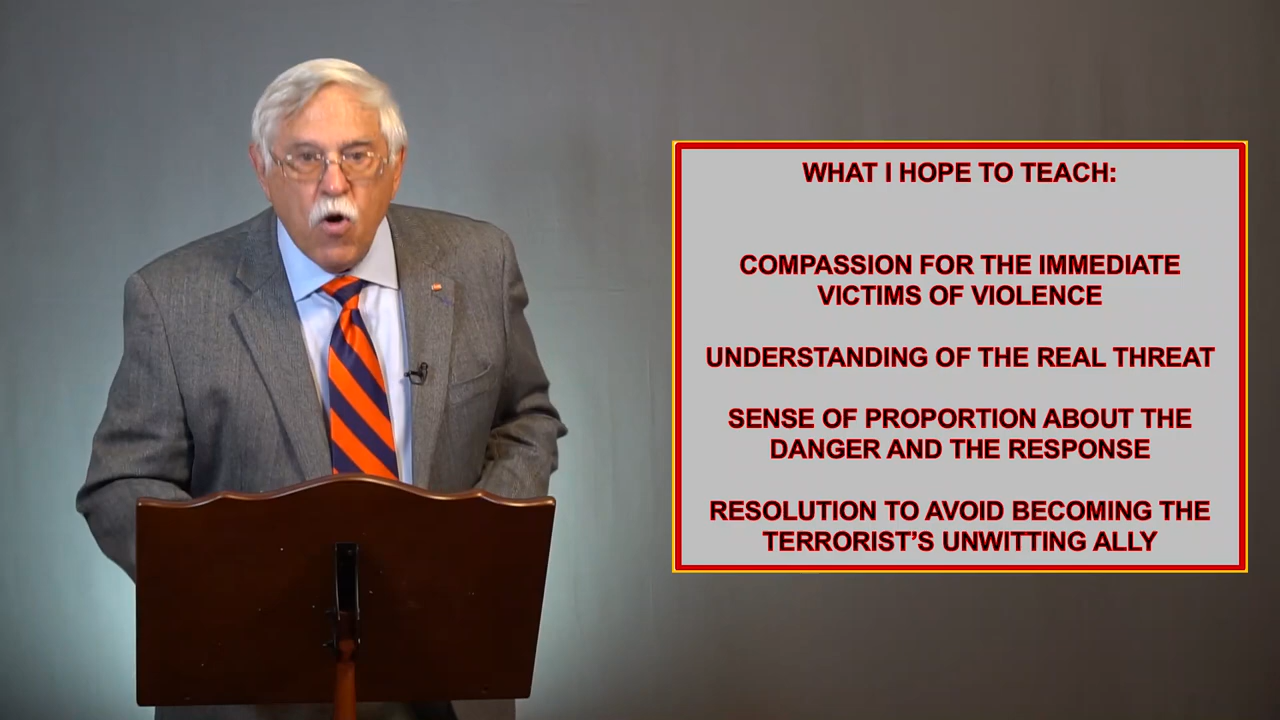 WHAT I HOPE TO TEACH:
COMPASSION FOR THE IMMEDIATE
VICTIMS OF VIOLENCE
UNDERSTANDING OF THE REAL THREAT
SENSE OF PROPORTION ABOUT THE
DANGER AND THE RESPONSE
RESOLUTION TO AVOID BECOMING THE
TERRORIST’S UNWITTING ALLY